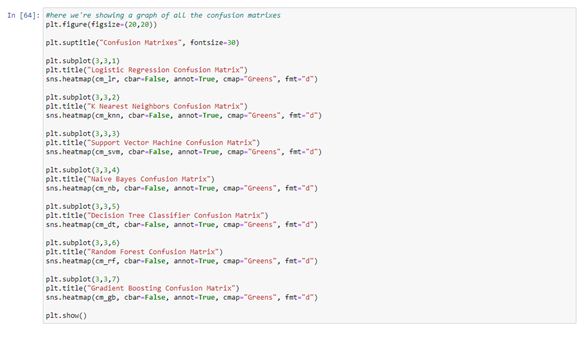 In [64]: #here we're showing a graph of all the confusion matrixes
plt.figure(figsize=(20,20))
plt.suptitle("Confusion Matrixes", fontsize=30)
plt.subplot(3,3,1)
plt.title("Logistic Regression Confusion Matrix")
sns.heatmap(cm_lr, cbar=False, annot=True, cmap="Greens", fmt="d")
plt.subplot(3,3,2)
plt.title("K Nearest Neighbors Confusion Matrix")
sns.heatmap(cm_knn, cbar=False, annot=True, cmap="Greens", fmt="d")
plt.subplot(3,3,3)
plt.title("Support Vector Machine Confusion Matrix")
sns.heatmap(cm_svm, cbar=False, annot=True, cmap="Greens", fmt="d")
plt.subplot(3,3,4)
plt.title("Naive Bayes Confusion Matrix")
sns.heatmap(cm_nb, cbar=False, annot=True, cmap="Greens", fmt="d")
plt.subplot(3,3,5)
plt.title("Decision Tree Classifier Confusion Matrix")
sns.heatmap(cm_dt, cbar=False, annot=True, cmap="Greens", fmt="d")
plt.subplot(3,3,6)
plt.title("Random Forest Confusion Matrix")
sns.heatmap(cm_rf, cbar=False, annot=True, cmap="Greens", fmt="d")
plt.subplot(3,3,7)
plt.title("Gradient Boosting Confusion Matrix")
sns.heatmap(cm_gb, cbar=False, annot=True, cmap="Greens", fmt="d")
plt.show()